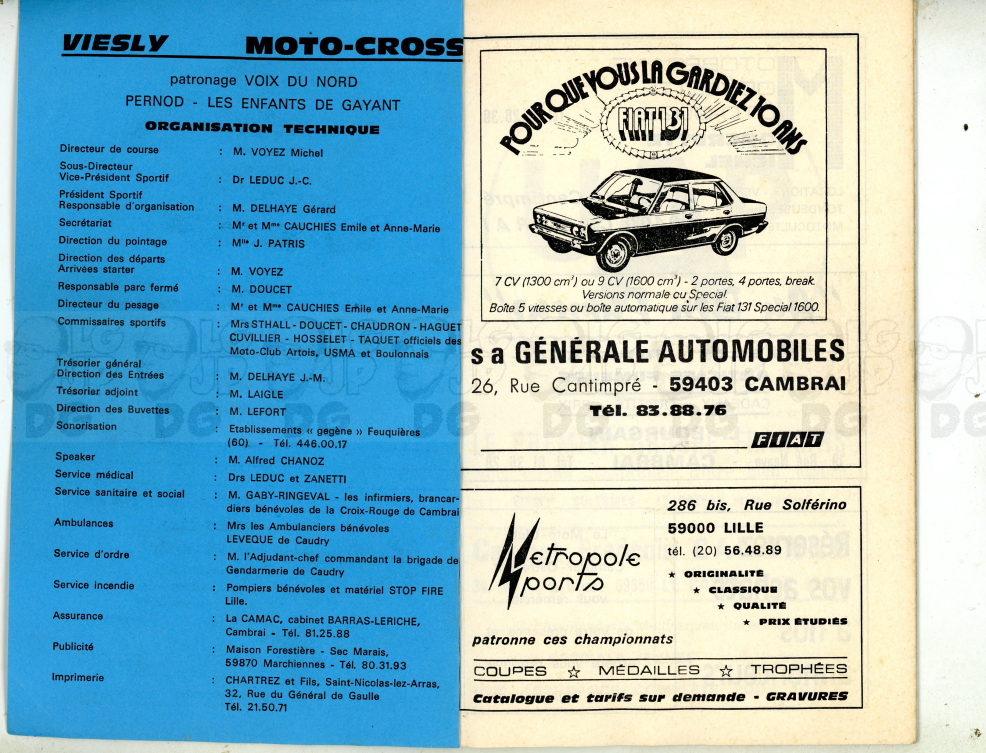 VIESLY MOTO-CROSS
patronage VOIX DU NORD
PERNOD - LES ENFANTS DE GAYANT
ORGANISATION TECHNIQUE
Directeur de course : M. VOYEZ Michel
Sous-Directeur
Vice-Président Sportif : Dr LEDUC J.-C.
Président Sportif
Responsable d'organisation : M. DELHAYE Gérard
Secrétariat : Mr et Mme CAUCHIES Emile et Anne-Marie
Direction du pointage : Mlle J. PATRIS
Direction des départs
Arrivées starter : M. VOYEZ
Responsable parc fermé : M. DOUCET
Directeur du pesage : Mr et Mme CAUCHIES Emile et Anne-Marie
Commissaires sportifs : Mrs STHALL - DOUCET - CHAUDRON - HAGUET
CUVILLIER - HOSSELET - TAQUET officiels des
Moto-Club Artois, USMA et Boulonnais
Trésorier général
Direction des Entrées : M. DELHAYE J.-M.
Trésorier adjoint : M. LAIGLE
Direction des Buvettes : M. LEFORT
Sonorisation : Etablissements « gegène » Feuquières
(60) - Tél. 446.00.17
Speaker : M. Alfred CHANOZ
Service médical : Drs LEDUC et ZANETTI
Service sanitaire et social : M. GABY-RINGEVAL - les infirmiers, brancar-
diers bénévoles de la Croix-Rouge de Cambrai
Ambulances : Mrs les Ambulanciers bénévoles
LEVEQUE de Caudry
Service d'ordre : M. l'Adjudant-chef commandant la brigade de
Gendarmerie de Caudry
Service incendie : Pompiers bénévoles et matériel STOP FIRE
Lille.
Assurance : La CAMAC, cabinet BARRAS-LERICHE,
Cambrai - Tél. 81.25.88
Publicité : Maison Forestière - Sec Marais,
59870 Marchiennes - Tél. 80.31.93
Imprimerie : CHARTREZ et Fils, Saint-Nicolas-lez-Arras,
32, Rue du Général de Gaulle
Tél. 21.50.71
POUR QUE VOUS LA GARDIEZ 10 ANS
FIAT 131
7 CV (1300 cm³) ou 9 CV (1600 cm³) - 2 portes, 4 portes, break.
Versions normale ou Special.
Boîte 5 vitesses ou boîte automatique sur les Fiat 131 Special 1600.
s a GÉNÉRALE AUTOMOBILES
26, Rue Cantimpré - 59403 CAMBRAI
Tél. 83.88.76
FIAT
Metropole
Sports
286 bis, Rue Solférino
59000 LILLE
tél. (20) 56.48.89
★ ORIGINALITÉ
★ CLASSIQUE
★ QUALITÉ
★ PRIX ÉTUDIÉS
patronne ces championnats
COUPES ☆ MÉDAILLES ☆ TROPHÉES
Catalogue et tarifs sur demande - GRAVURES